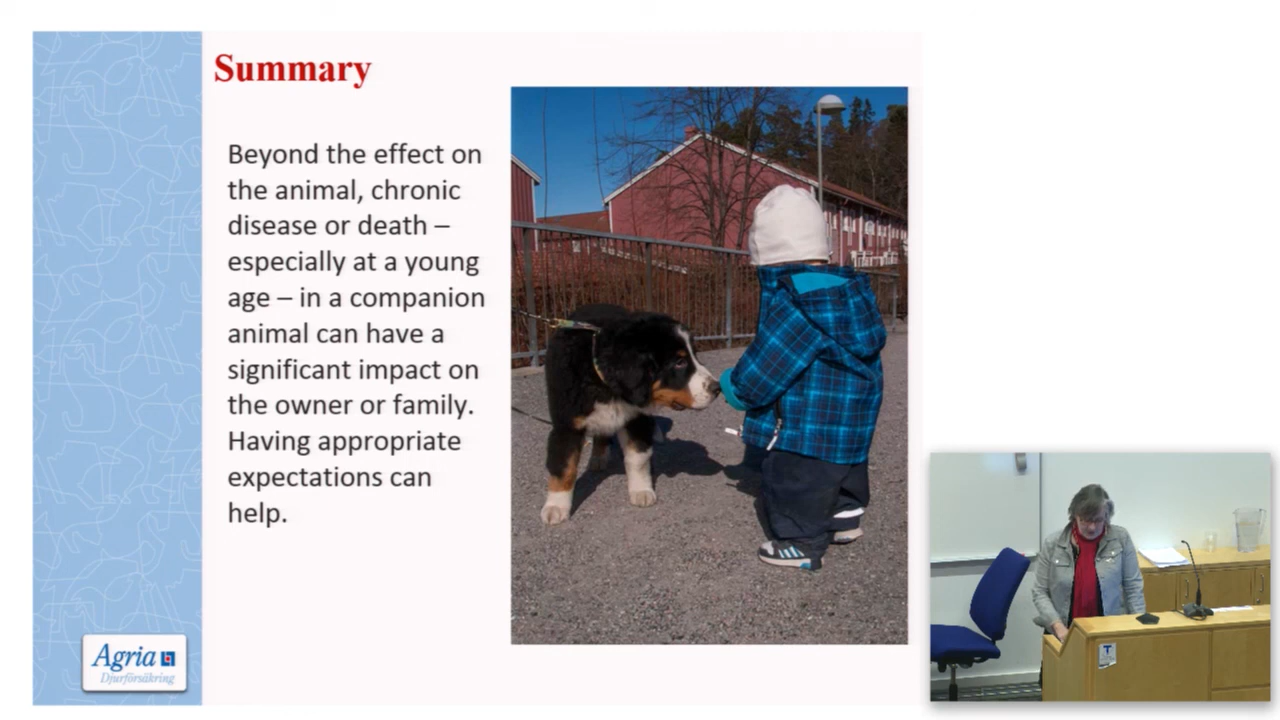 Summary
Beyond the effect on
the animal, chronic
disease or death –
especially at a young
age – in a companion
animal can have a
significant impact on
the owner or family.
Having appropriate
expectations can
help.
Agria
Djurförsäkring